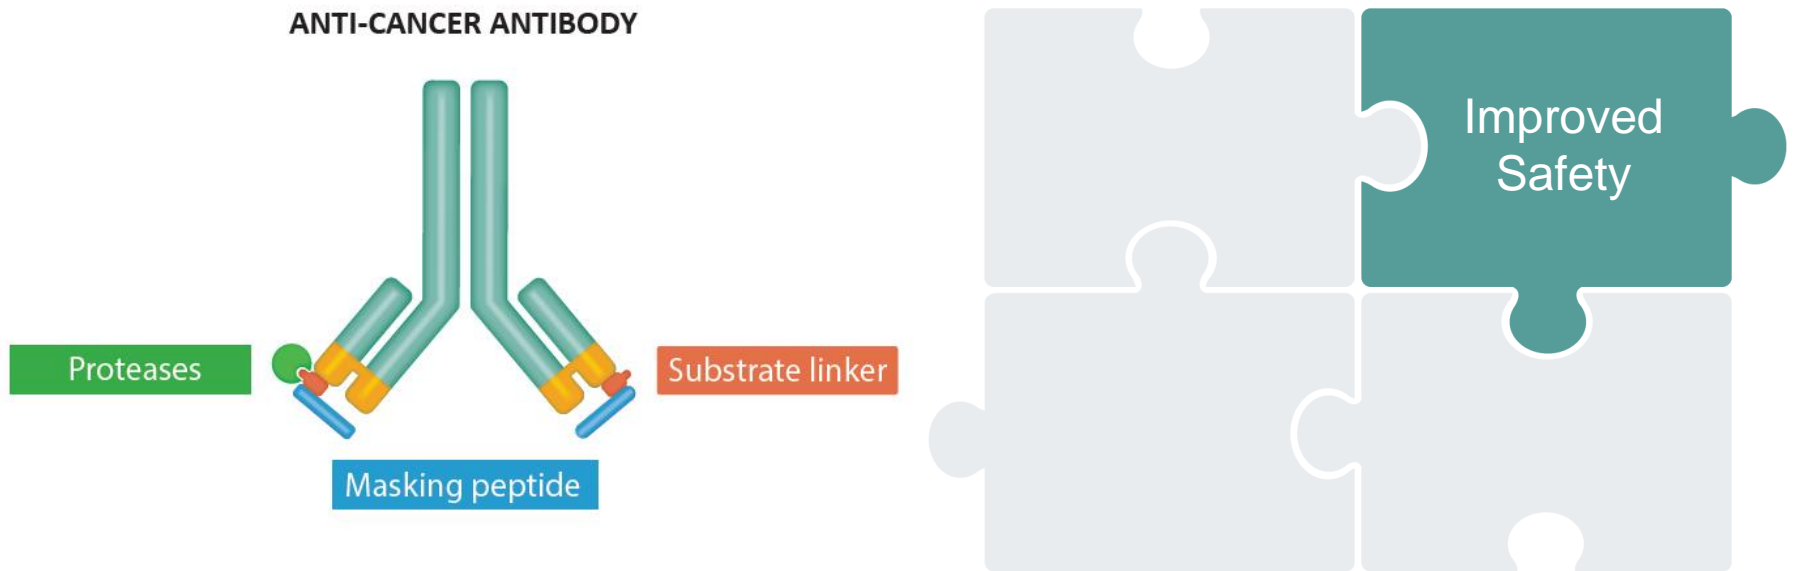 ANTI-CANCER ANTIBODY
Proteases
Substrate linker
Masking peptide
Improved
Safety